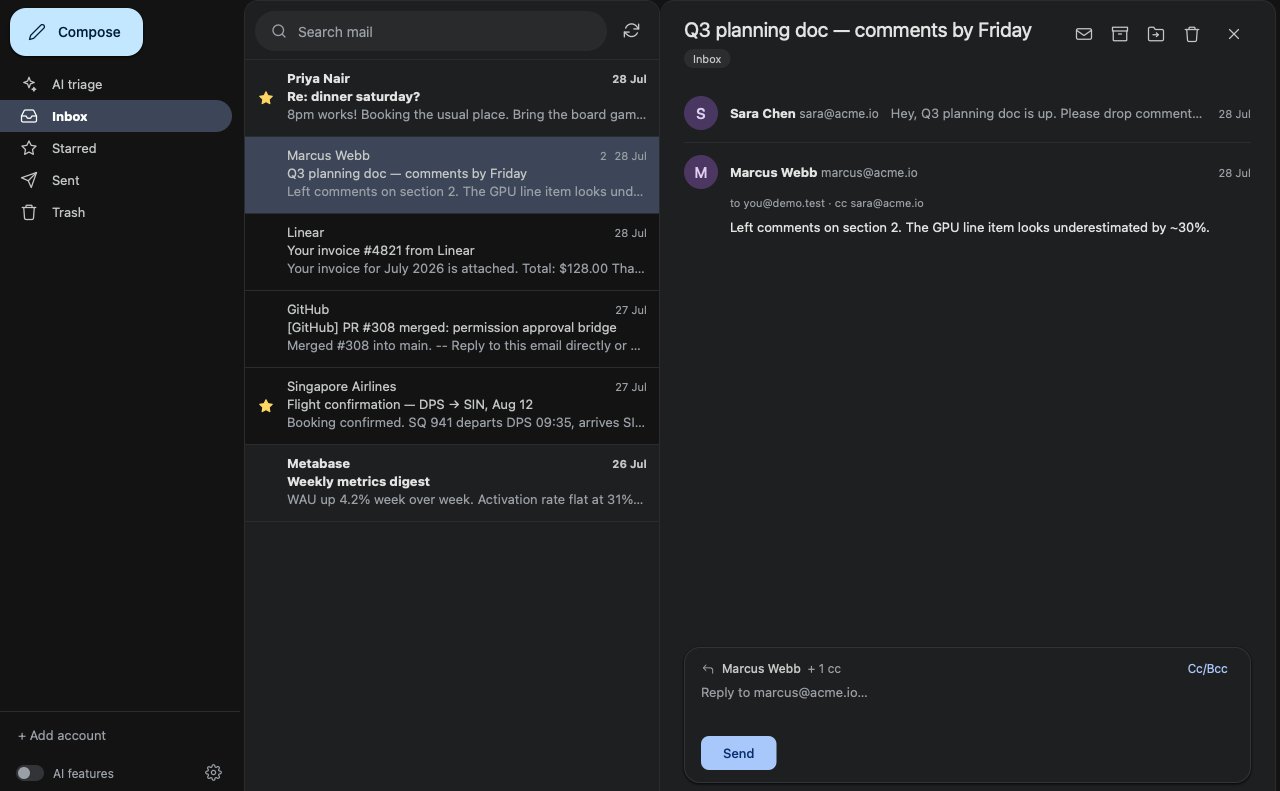 Compose
AI triage
Inbox
Starred
Sent
Trash
+ Add account
AI features
Search mail
Priya Nair 28 Jul
Re: dinner saturday?
8pm works! Booking the usual place. Bring the board gam...
Marcus Webb 2 28 Jul
Q3 planning doc — comments by Friday
Left comments on section 2. The GPU line item looks und...
Linear 28 Jul
Your invoice #4821 from Linear
Your invoice for July 2026 is attached. Total: $128.00 Tha...
GitHub 27 Jul
[GitHub] PR #308 merged: permission approval bridge
Merged #308 into main. -- Reply to this email directly or ...
Singapore Airlines 27 Jul
Flight confirmation — DPS → SIN, Aug 12
Booking confirmed. SQ 941 departs DPS 09:35, arrives SI...
Metabase 26 Jul
Weekly metrics digest
WAU up 4.2% week over week. Activation rate flat at 31%...
Q3 planning doc — comments by Friday
Inbox
S Sara Chen sara@acme.io Hey, Q3 planning doc is up. Please drop comment... 28 Jul
M Marcus Webb marcus@acme.io 28 Jul
to you@demo.test · cc sara@acme.io
Left comments on section 2. The GPU line item looks underestimated by ~30%.
Marcus Webb + 1 cc Cc/Bcc
Reply to marcus@acme.io...
Send